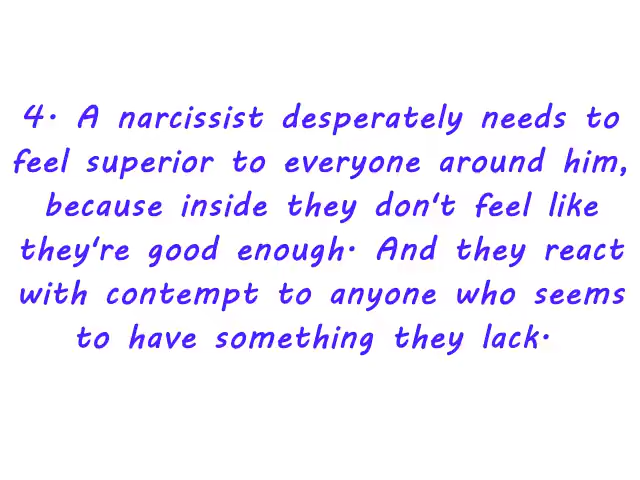 4. A narcissist desperately needs to
feel superior to everyone around him,
because inside they don't feel like
they're good enough. And they react
with contempt to anyone who seems
to have something they lack.